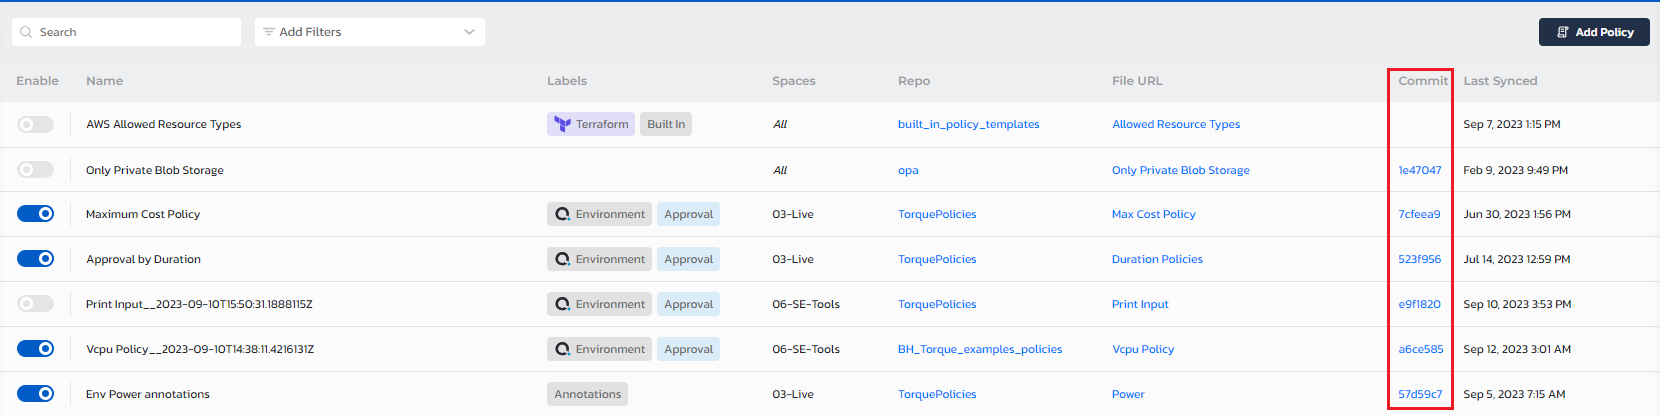 Search Add Filters Add Policy
Enable Name Labels Spaces Repo File URL Commit Last Synced
AWS Allowed Resource Types Terraform Built In All built_in_policy_templates Allowed Resource Types Sep 7, 2023 1:15 PM
Only Private Blob Storage All opa Only Private Blob Storage 1e47047 Feb 9, 2023 9:49 PM
Maximum Cost Policy Environment Approval 03-Live TorquePolicies Max Cost Policy 7cfeea9 Jun 30, 2023 1:56 PM
Approval by Duration Environment Approval 03-Live TorquePolicies Duration Policies 523f956 Jul 14, 2023 12:59 PM
Print Input__2023-09-10T15:50:31.1888115Z Environment Approval 06-SE-Tools TorquePolicies Print Input e9f1820 Sep 10, 2023 3:53 PM
Vcpu Policy__2023-09-10T14:38:11.4216131Z Environment Approval 06-SE-Tools BH_Torque_examples_policies Vcpu Policy a6ce585 Sep 12, 2023 3:01 AM
Env Power annotations Annotations 03-Live TorquePolicies Power 57d59c7 Sep 5, 2023 7:15 AM